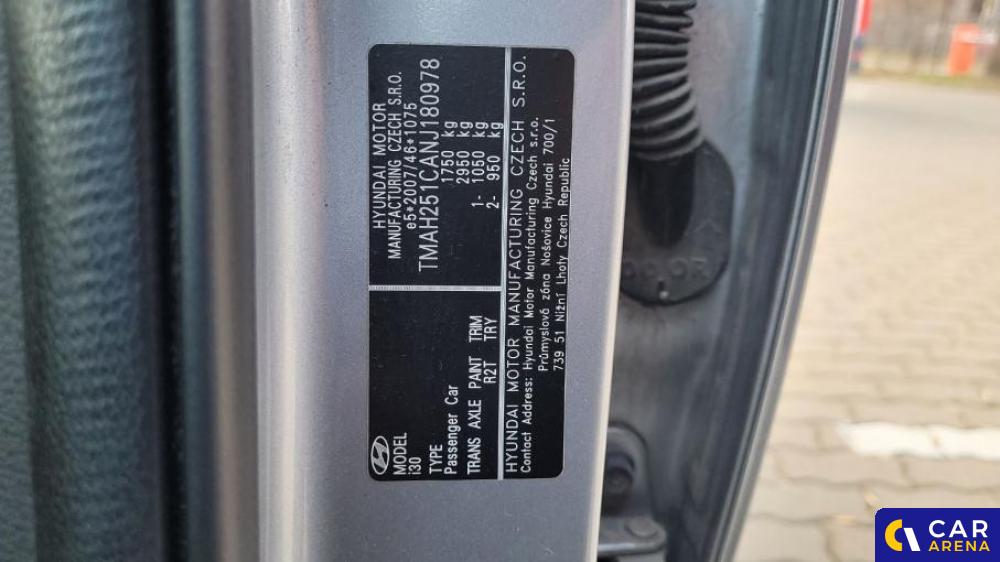 HYUNDAI MOTOR
MANUFACTURING CZECH S.R.O.
e5*2007/46*1075
TMAH251CANJ180978
1750 kg
2950 kg
1- 1050 kg
2- 950 kg
MODEL
i30
TYPE
Passenger Car
TRANS AXLE PAINT TRIM
R2T TRY
HYUNDAI MOTOR MANUFACTURING CZECH S.R.O.
Contact Address: Hyundai Motor Manufacturing Czech s.r.o.
Průmyslová zóna Nošovice Hyundai 700/1
739 51 Nižní Lhoty Czech Republic
CAR
ARENA